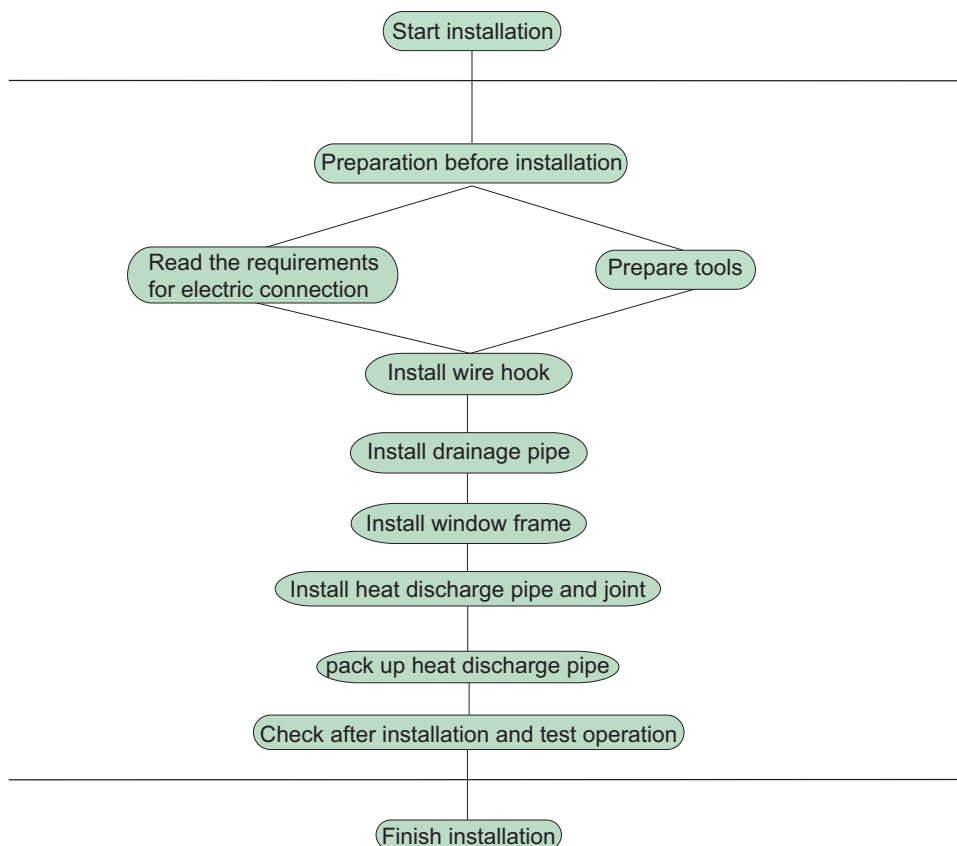 Start installation
Preparation before installation
Read the requirements
for electric connection
Prepare tools
Install wire hook
Install drainage pipe
Install window frame
Install heat discharge pipe and joint
pack up heat discharge pipe
Check after installation and test operation
Finish installation